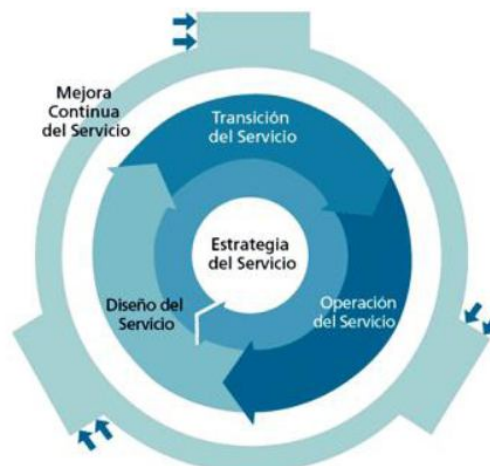 Mejora
Continua
del Servicio
Transición
del Servicio
Estrategia
del Servicio
Diseño del
Servicio
Operación
del Servicio